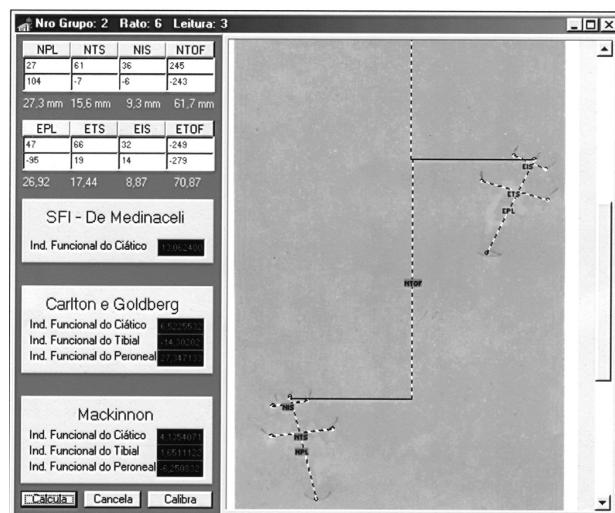 Nro Grupo: 2 Rato: 6 Leitura: 3
NPL NTS NIS NTOF
27 61 36 245
104 -7 -6 -243
27,3 mm 15,6 mm 9,3 mm 61,7 mm
EPL ETS EIS ETOF
47 66 32 -249
-95 19 14 -279
26,92 17,44 8,87 70,87
SFI - De Medinaceli
Ind. Funcional do Ciático
Carlton e Goldberg
Ind. Funcional do Ciático
Ind. Funcional do Tibial
Ind. Funcional do Peroneal
Mackinnon
Ind. Funcional do Ciático
Ind. Funcional do Tibial
Ind. Funcional do Peroneal
Calcula Cancela Calibra
EIS
ETS
EPL
NTOF
NIS
NTS
NPL